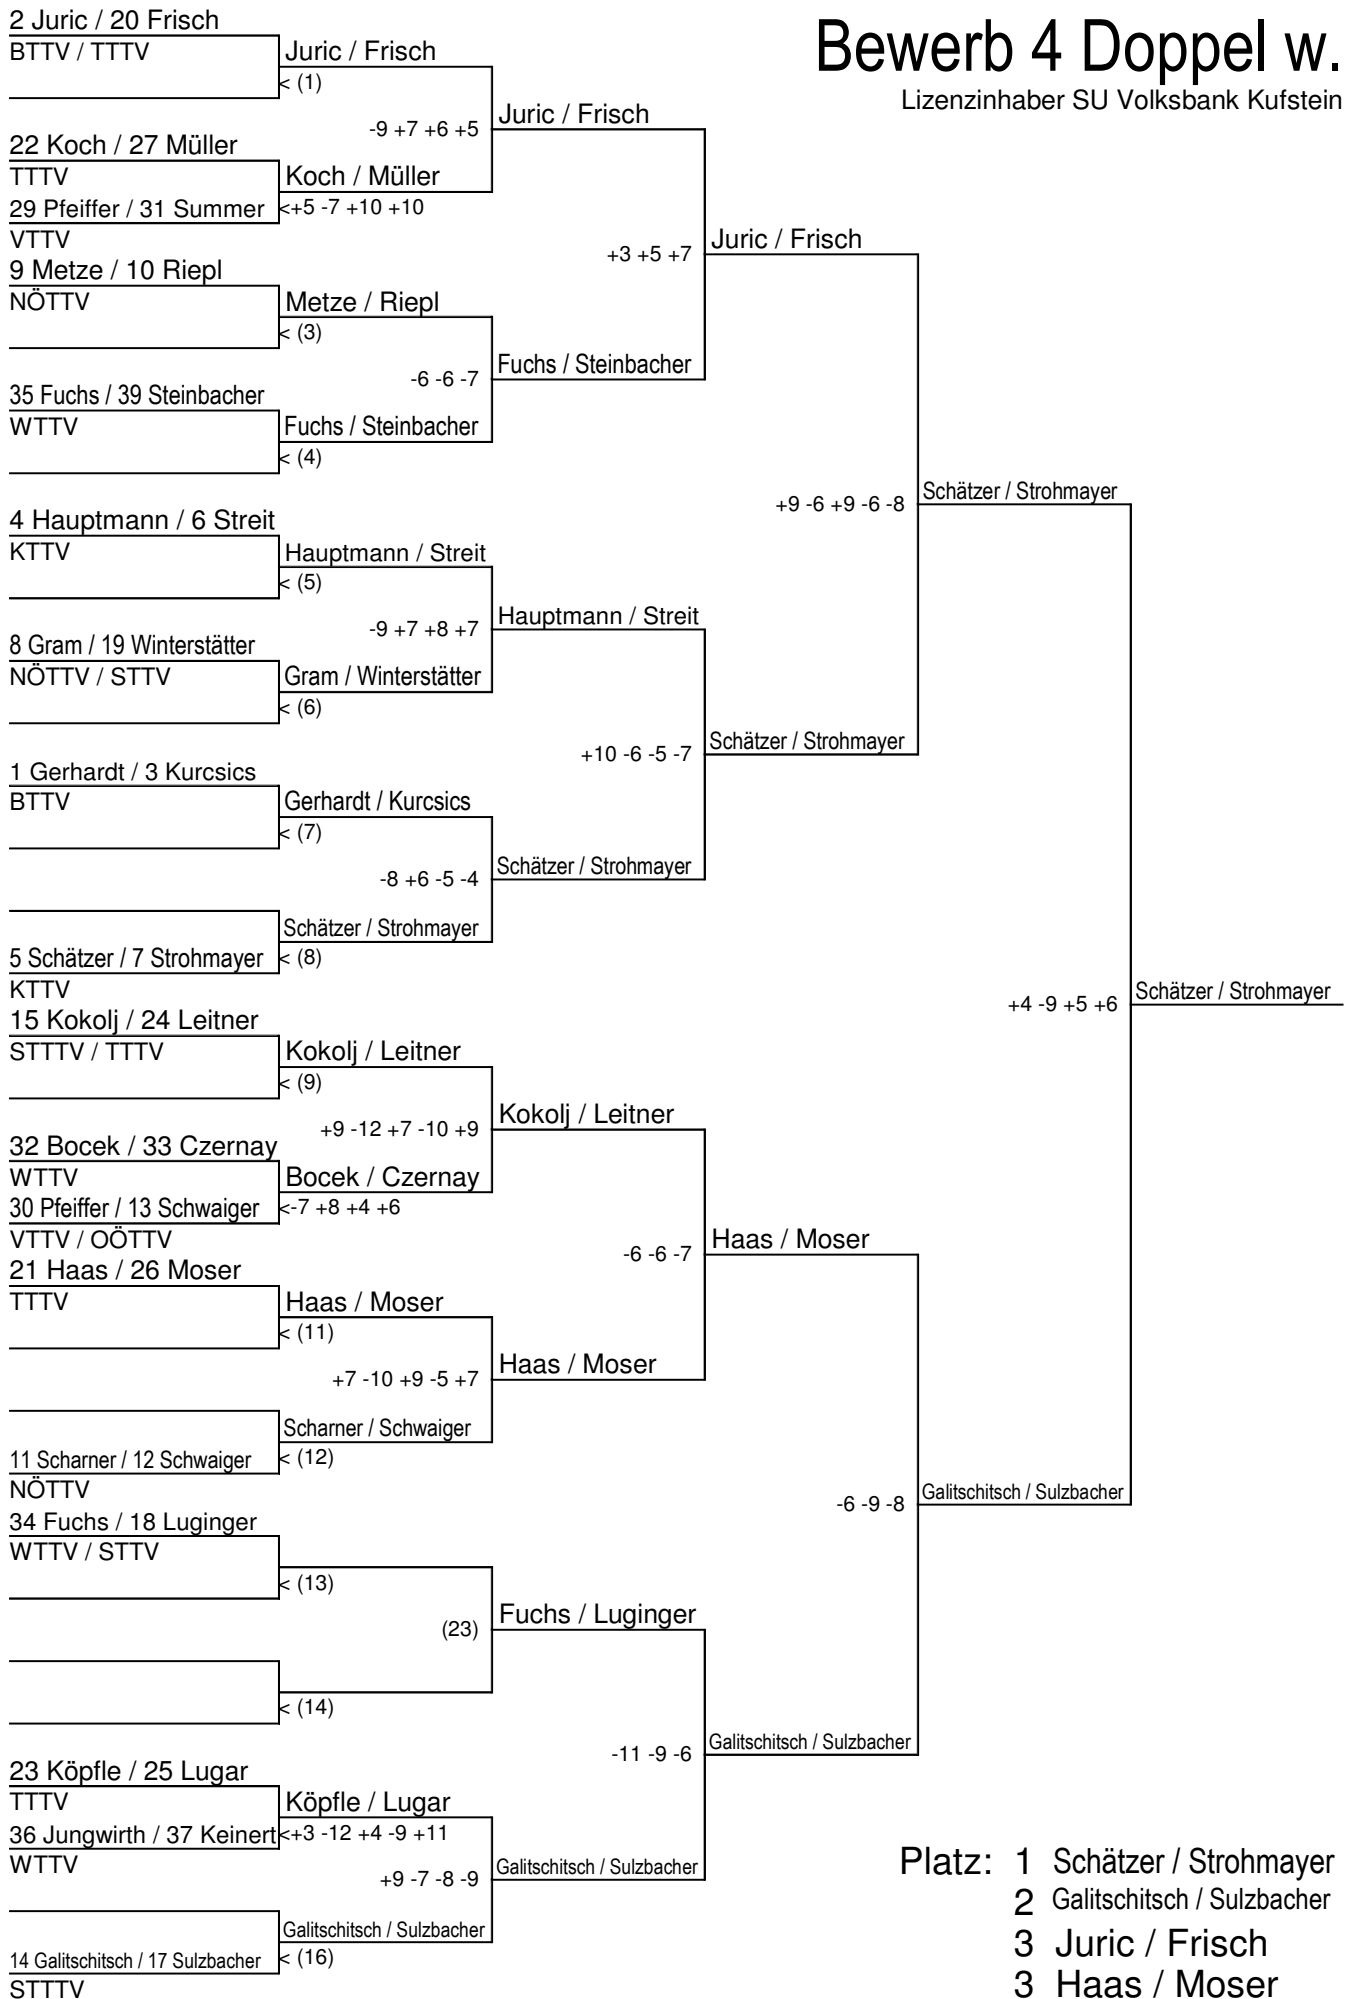 Bewerb 4 Doppel w.
Lizenzinhaber SU Volksbank Kufstein
2 Juric / 20 Frisch
BTTV / TTTV
Juric / Frisch
< (1)
-9 +7 +6 +5
Juric / Frisch
22 Koch / 27 Müller
TTTV
Koch / Müller
29 Pfeiffer / 31 Summer
<+5 -7 +10 +10
VTTV
+3 +5 +7
Juric / Frisch
9 Metze / 10 Riepl
NÖTTV
Metze / Riepl
< (3)
-6 -6 -7
Fuchs / Steinbacher
35 Fuchs / 39 Steinbacher
WTTV
Fuchs / Steinbacher
< (4)
+9 -6 +9 -6 -8
Schätzer / Strohmayer
4 Hauptmann / 6 Streit
KTTV
Hauptmann / Streit
< (5)
-9 +7 +8 +7
Hauptmann / Streit
8 Gram / 19 Winterstätter
NÖTTV / STTV
Gram / Winterstätter
< (6)
+10 -6 -5 -7
Schätzer / Strohmayer
1 Gerhardt / 3 Kurcsics
BTTV
Gerhardt / Kurcsics
< (7)
-8 +6 -5 -4
Schätzer / Strohmayer
Schätzer / Strohmayer
5 Schätzer / 7 Strohmayer
< (8)
KTTV
+4 -9 +5 +6
Schätzer / Strohmayer
15 Kokolj / 24 Leitner
STTTV / TTTV
Kokolj / Leitner
< (9)
+9 -12 +7 -10 +9
Kokolj / Leitner
32 Bocek / 33 Czernay
WTTV
Bocek / Czernay
30 Pfeiffer / 13 Schwaiger
<-7 +8 +4 +6
VTTV / OÖTTV
-6 -6 -7
Haas / Moser
21 Haas / 26 Moser
TTTV
Haas / Moser
< (11)
+7 -10 +9 -5 +7
Haas / Moser
Scharner / Schwaiger
11 Scharner / 12 Schwaiger
< (12)
NÖTTV
-6 -9 -8
Galitschitsch / Sulzbacher
34 Fuchs / 18 Luginger
WTTV / STTV
< (13)
(23)
Fuchs / Luginger
< (14)
-11 -9 -6
Galitschitsch / Sulzbacher
23 Köpfle / 25 Lugar
TTTV
Köpfle / Lugar
36 Jungwirth / 37 Keinert
<+3 -12 +4 -9 +11
WTTV
+9 -7 -8 -9
Galitschitsch / Sulzbacher
Galitschitsch / Sulzbacher
14 Galitschitsch / 17 Sulzbacher
< (16)
STTTV
Platz: 1 Schätzer / Strohmayer
2 Galitschitsch / Sulzbacher
3 Juric / Frisch
3 Haas / Moser